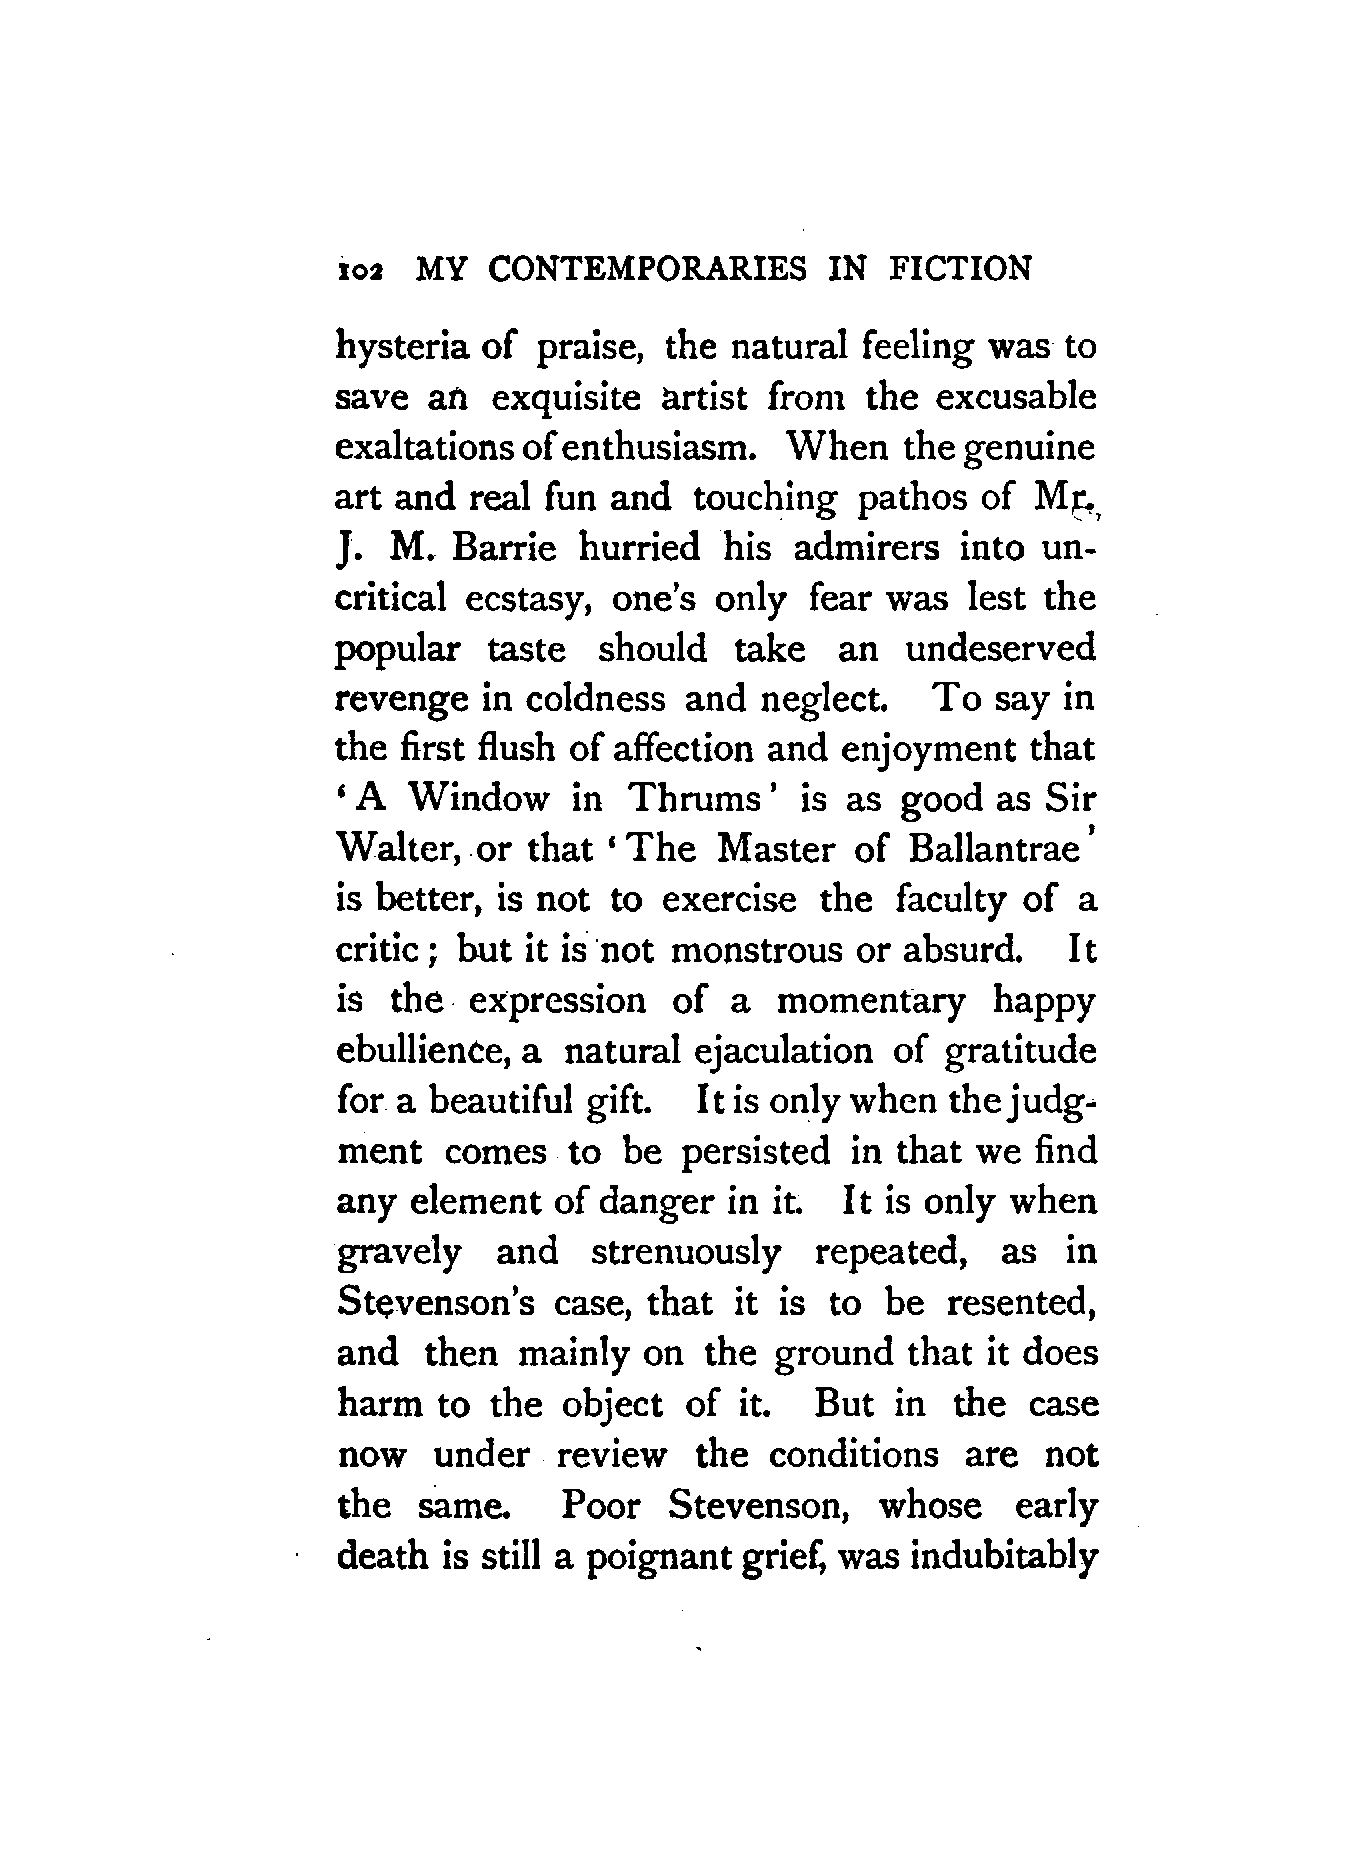 102 MY CONTEMPORARIES IN FICTION
hysteria of praise, the natural feeling was to
save an exquisite artist from the excusable
exaltations of enthusiasm. When the genuine
art and real fun and touching pathos of Mr.
J. M. Barrie hurried his admirers into un-
critical ecstasy, one's only fear was lest the
popular taste should take an undeserved
revenge in coldness and neglect. To say in
the first flush of affection and enjoyment that
‘A Window in Thrums’ is as good as Sir
Walter, or that ‘The Master of Ballantrae’
is better, is not to exercise the faculty of a
critic; but it is not monstrous or absurd. It
is the expression of a momentary happy
ebullience, a natural ejaculation of gratitude
for a beautiful gift. It is only when the judg-
ment comes to be persisted in that we find
any element of danger in it. It is only when
gravely and strenuously repeated, as in
Stevenson's case, that it is to be resented,
and then mainly on the ground that it does
harm to the object of it. But in the case
now under review the conditions are not
the same. Poor Stevenson, whose early
death is still a poignant grief, was indubitably